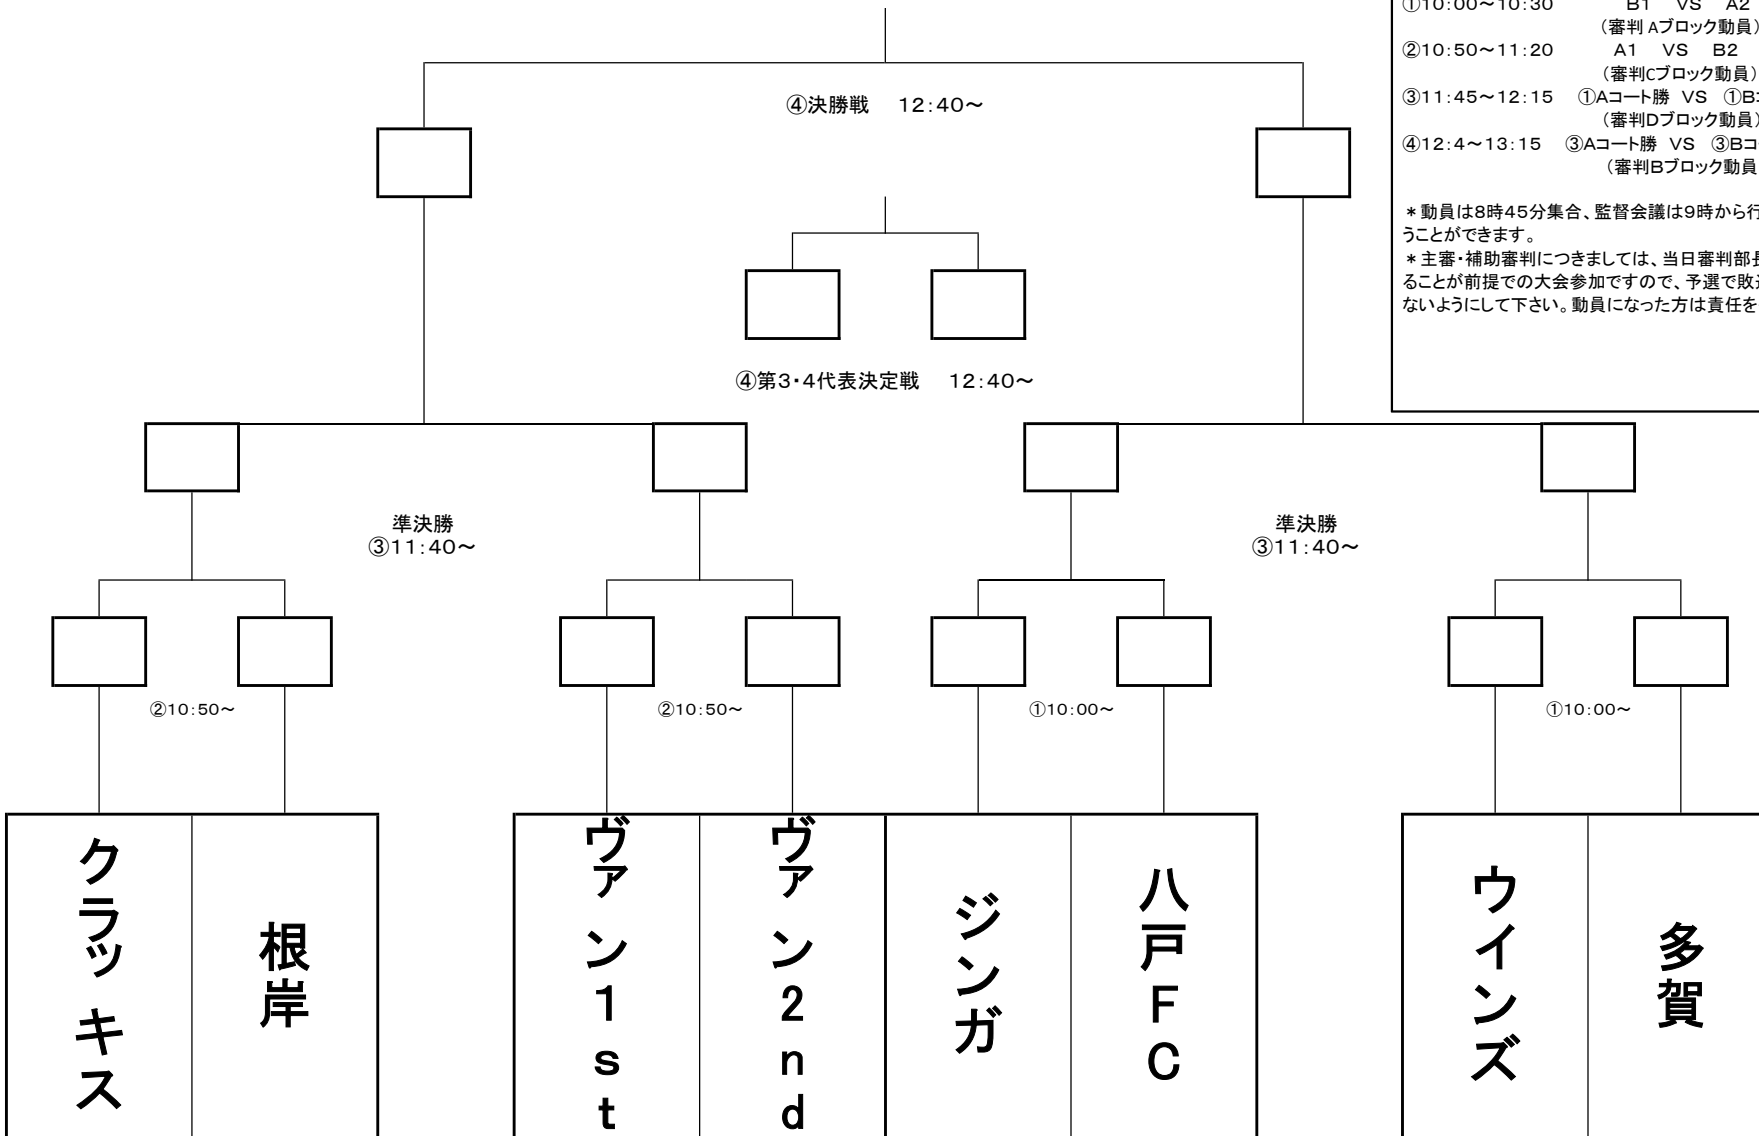 ①10:00～10:30 B1 VS A2
（審判 Aブロック動員）
②10:50～11:20 A1 VS B2
（審判Cブロック動員）
③11:45～12:15 ①Aコート勝 VS ①B
（審判Dブロック動員）
④12:4～13:15 ③Aコート勝 VS ③Bコ
（審判Bブロック動員
＊動員は8時45分集合、監督会議は9時から行
うことができます。
＊主審・補助審判につきましては、当日審判部長
ることが前提での大会参加ですので、予選で敗
ないようにして下さい。動員になった方は責任を
④決勝戦 12:40～
④第3・4代表決定戦 12:40～
準決勝
③11:40～
準決勝
③11:40～
②10:50～
②10:50～
①10:00～
①10:00～
クラッキス
根岸
ヴァン1st
ヴァン2nd
ジンガ
八戸FC
ウインズ
多賀